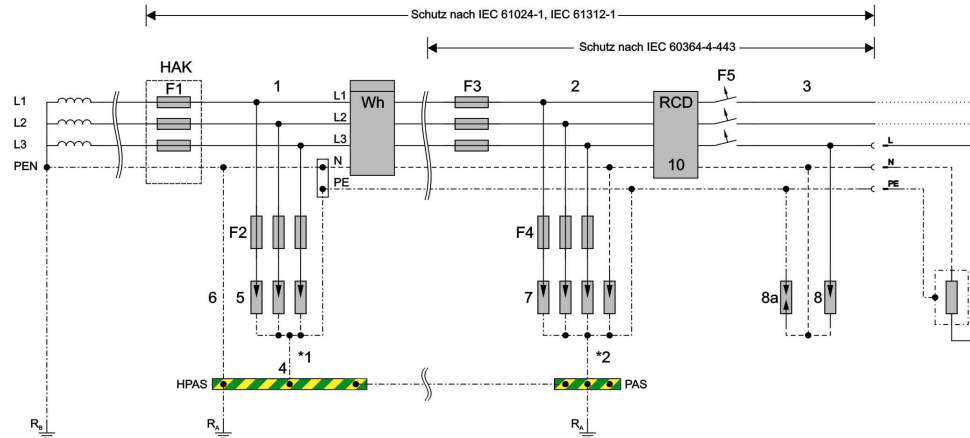 Schutz nach IEC 61024-1, IEC 61312-1
Schutz nach IEC 60364-4-443
HAK
F1
1
L1
Wh
F3
2
RCD
F5
3
L1
L2
L2
L3
L3
L
PEN
N
10
N
PE
PE
F2
F4
6
5
7
8a
8
*1
*2
4
HPAS
PAS
RB
RA
RA